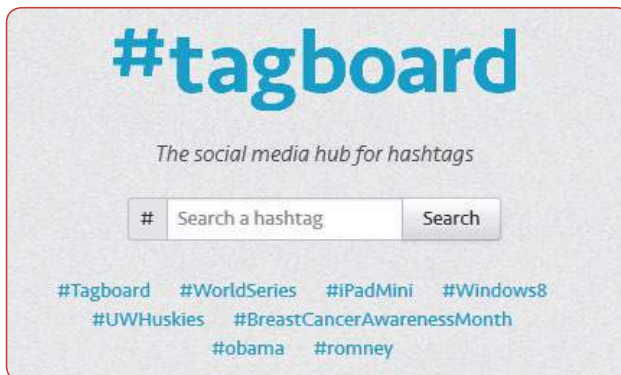 #tagboard
The social media hub for hashtags
# Search a hashtag Search
#Tagboard #WorldSeries #iPadMini #Windows8
#UWHuskies #BreastCancerAwarenessMonth
#obama #romney